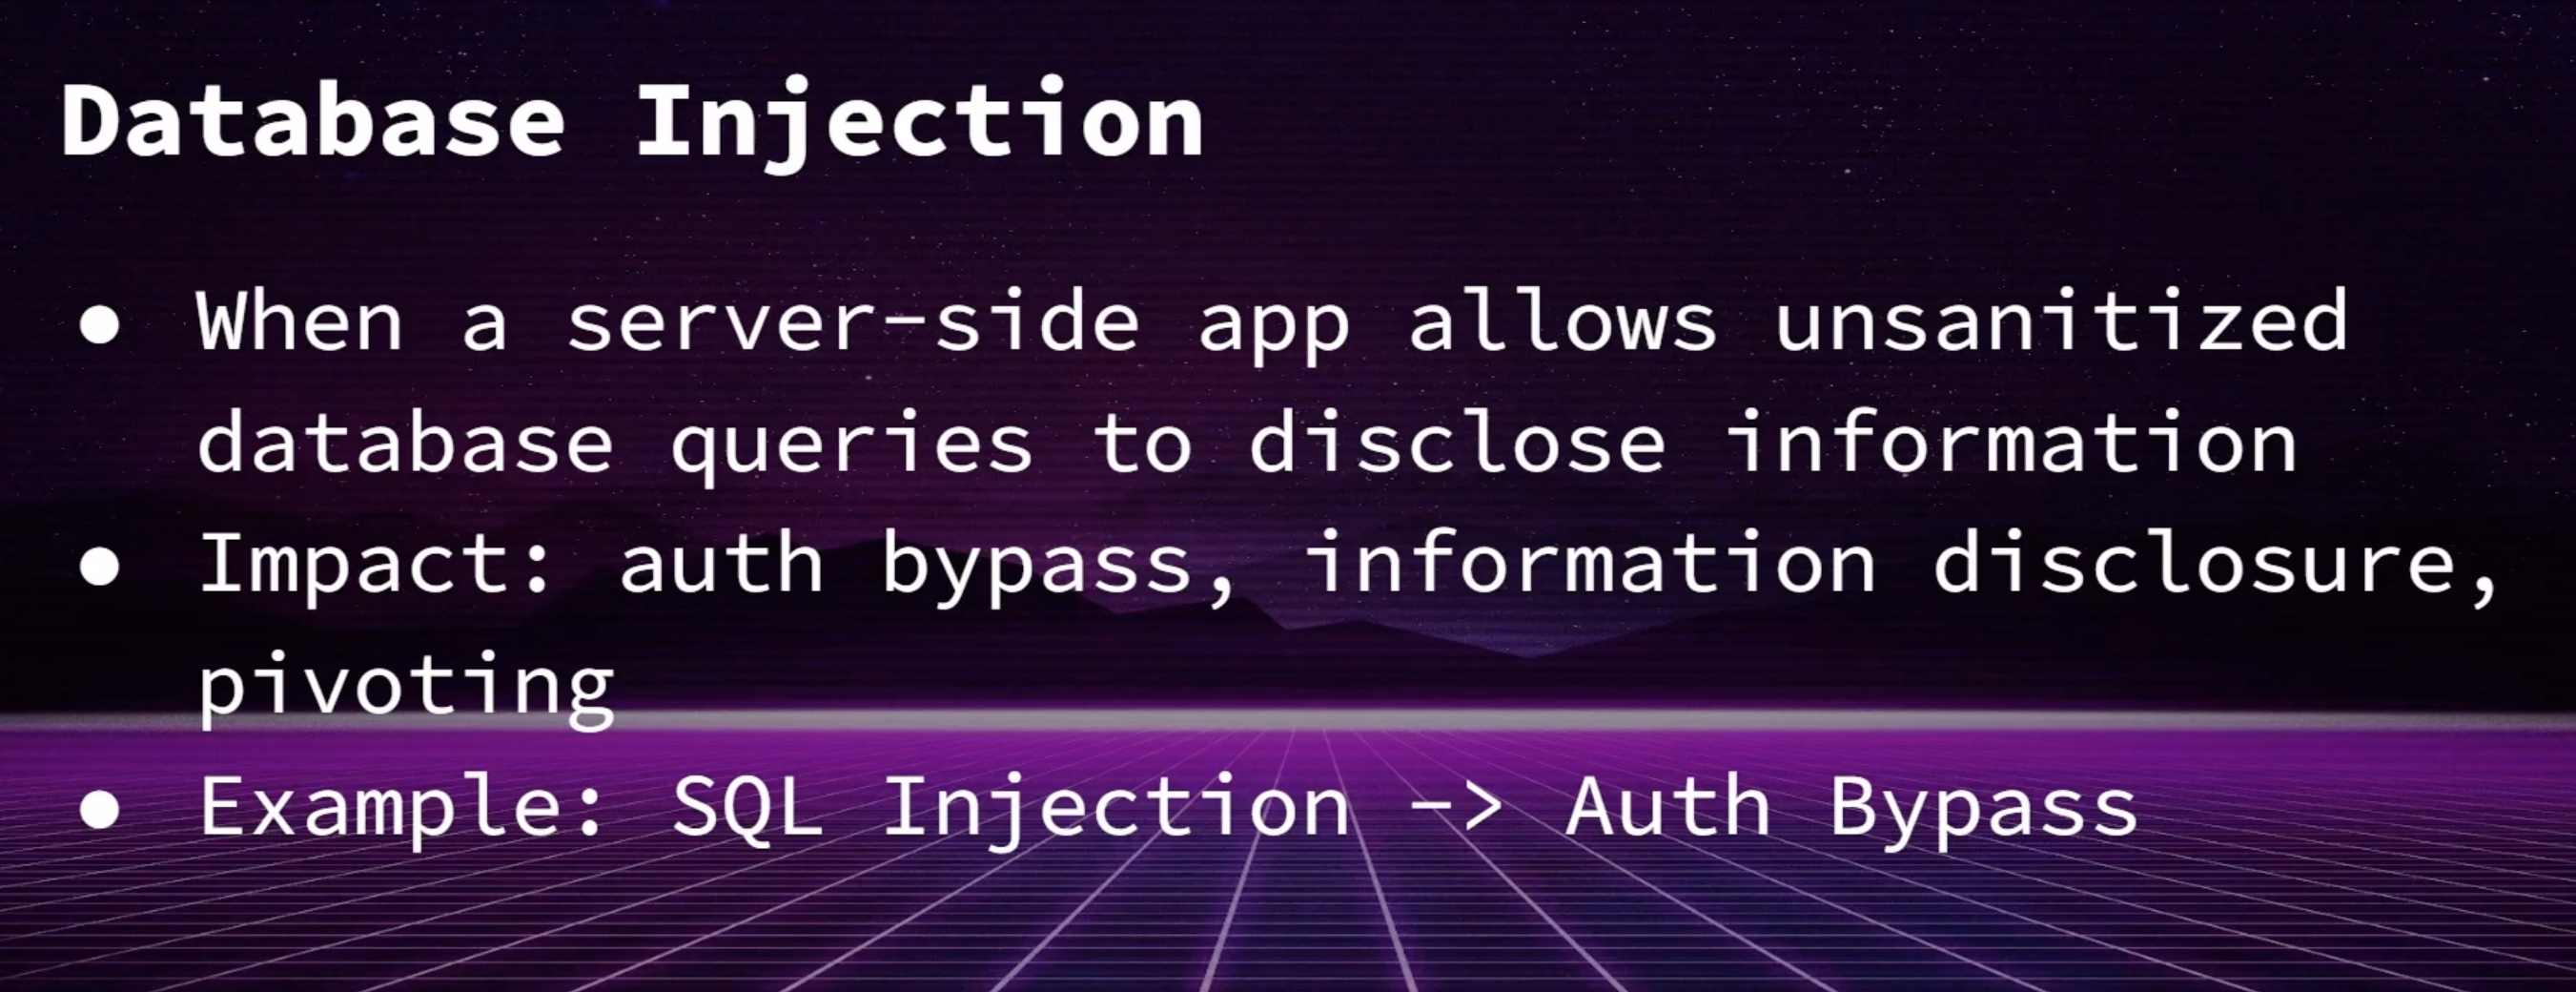 Database Injection
● When a server-side app allows unsanitized
database queries to disclose information
● Impact: auth bypass, information disclosure,
pivoting
● Example: SQL Injection -> Auth Bypass